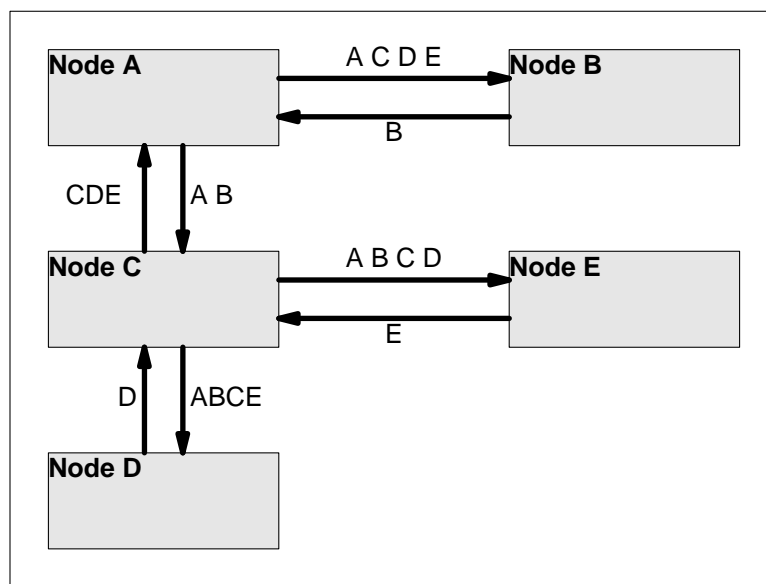 Node A
A C D E
Node B
B
CDE
A B
Node C
A B C D
Node E
E
D
ABCE
Node D